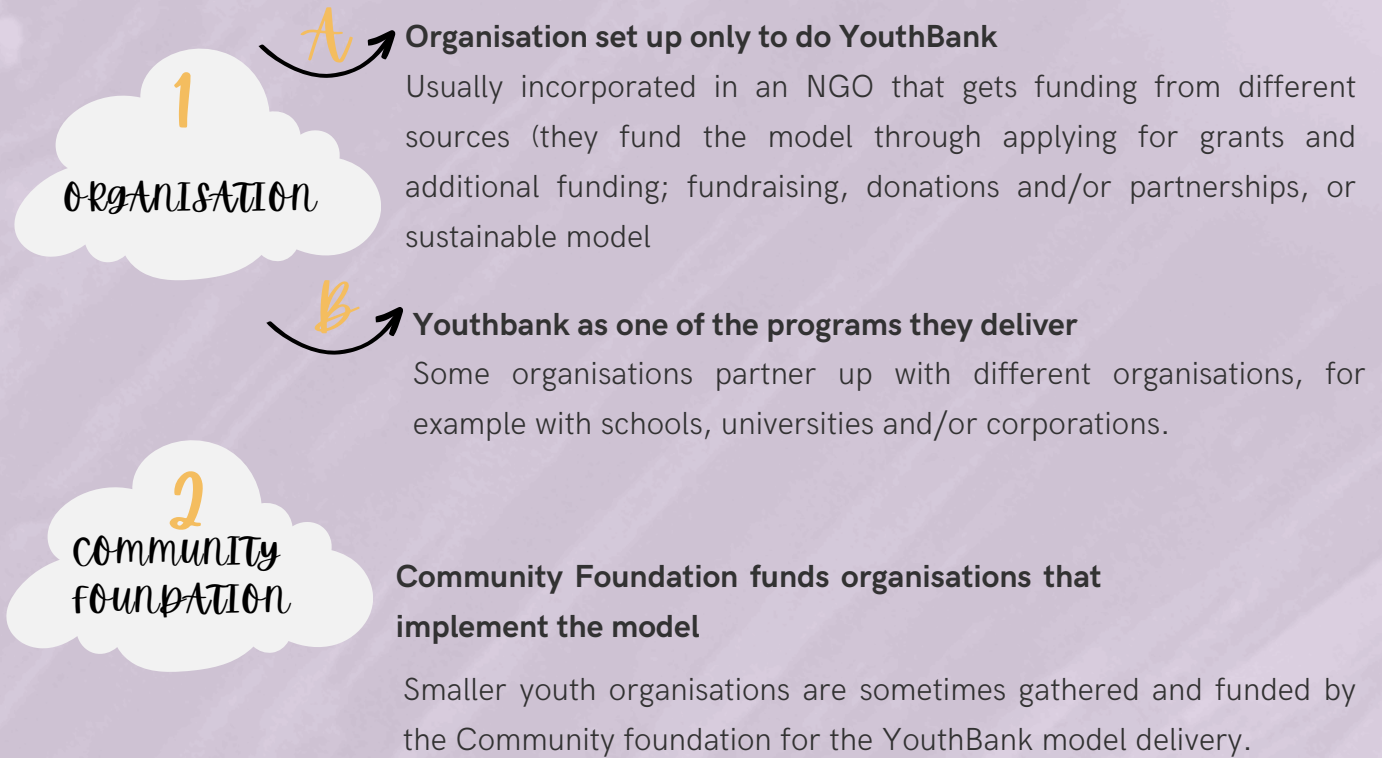 A
Organisation set up only to do YouthBank
Usually incorporated in an NGO that gets funding from different
sources (they fund the model through applying for grants and
additional funding; fundraising, donations and/or partnerships, or
sustainable model
1
ORgANISATION
B
Youthbank as one of the programs they deliver
Some organisations partner up with different organisations, for
example with schools, universities and/or corporations.
2
COMMUNITy
FOUNDATION
Community Foundation funds organisations that
implement the model
Smaller youth organisations are sometimes gathered and funded by
the Community foundation for the YouthBank model delivery.